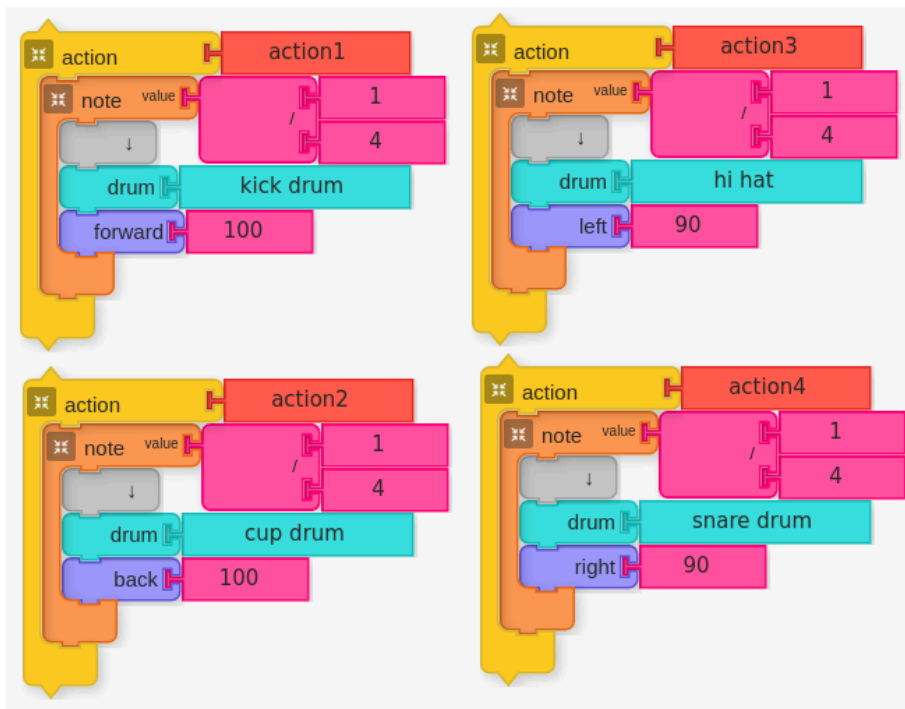 action action1
note value 1
/
4
↓
drum kick drum
forward 100
action action3
note value 1
/
4
↓
drum hi hat
left 90
action action2
note value 1
/
4
↓
drum cup drum
back 100
action action4
note value 1
/
4
↓
drum snare drum
right 90